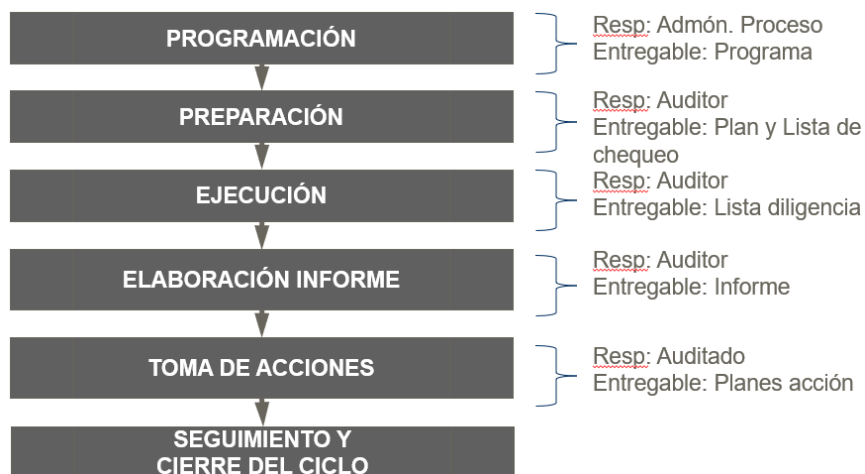 PROGRAMACIÓN
Resp: Admón. Proceso
Entregable: Programa
PREPARACIÓN
Resp: Auditor
Entregable: Plan y Lista de
chequeo
EJECUCIÓN
Resp: Auditor
Entregable: Lista diligencia
ELABORACIÓN INFORME
Resp: Auditor
Entregable: Informe
TOMA DE ACCIONES
Resp: Auditado
Entregable: Planes acción
SEGUIMIENTO Y
CIERRE DEL CICLO